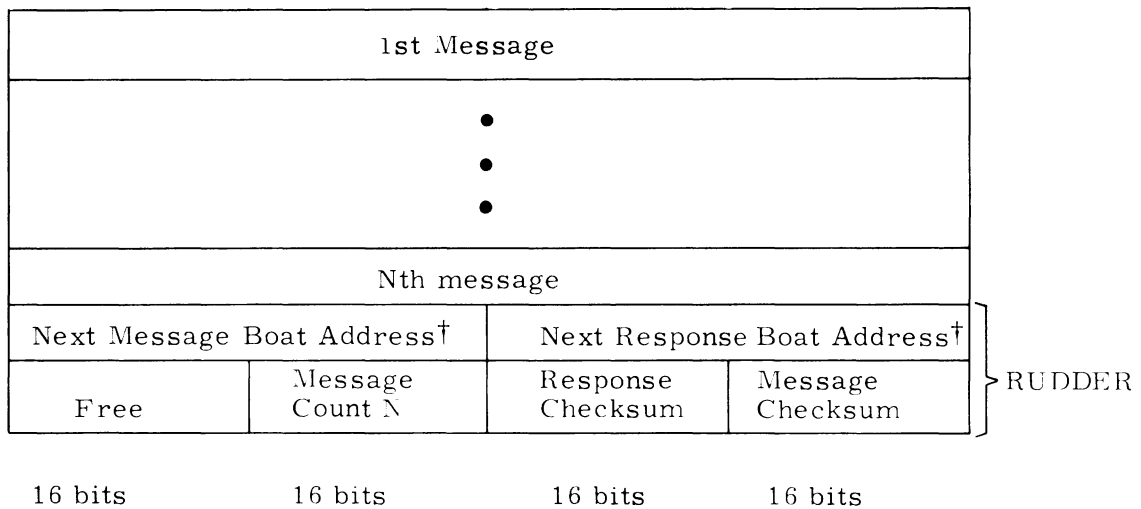 1st Message
Nth message
Next Message Boat Address† Next Response Boat Address†
RUDDER
Free Message Count N Response Checksum Message Checksum
16 bits 16 bits 16 bits 16 bits